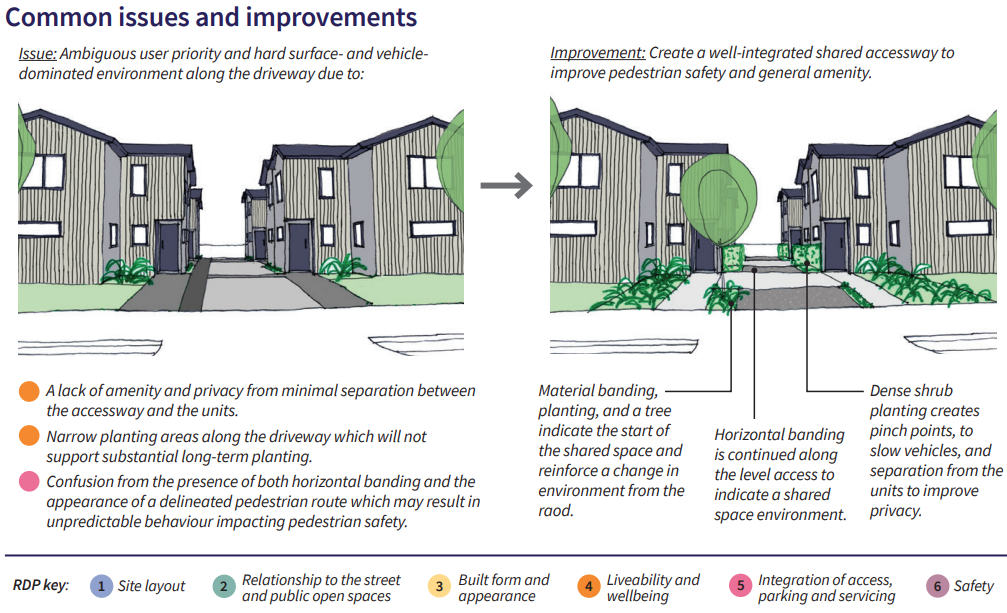 Common issues and improvements
Issue: Ambiguous user priority and hard surface- and vehicle-
dominated environment along the driveway due to:
Improvement: Create a well-integrated shared accessway to
improve pedestrian safety and general amenity.
A lack of amenity and privacy from minimal separation between
the accessway and the units.
Narrow planting areas along the driveway which will not
support substantial long-term planting.
Confusion from the presence of both horizontal banding and the
appearance of a delineated pedestrian route which may result in
unpredictable behaviour impacting pedestrian safety.
Material banding,
planting, and a tree
indicate the start of
the shared space and
reinforce a change in
environment from the
raod.
Horizontal banding
is continued along
the level access to
indicate a shared
space environment.
Dense shrub
planting creates
pinch points, to
slow vehicles, and
separation from the
units to improve
privacy.
RDP key:
1 Site layout
2 Relationship to the street
and public open spaces
3 Built form and
appearance
4 Liveability and
wellbeing
5 Integration of access,
parking and servicing
6 Safety